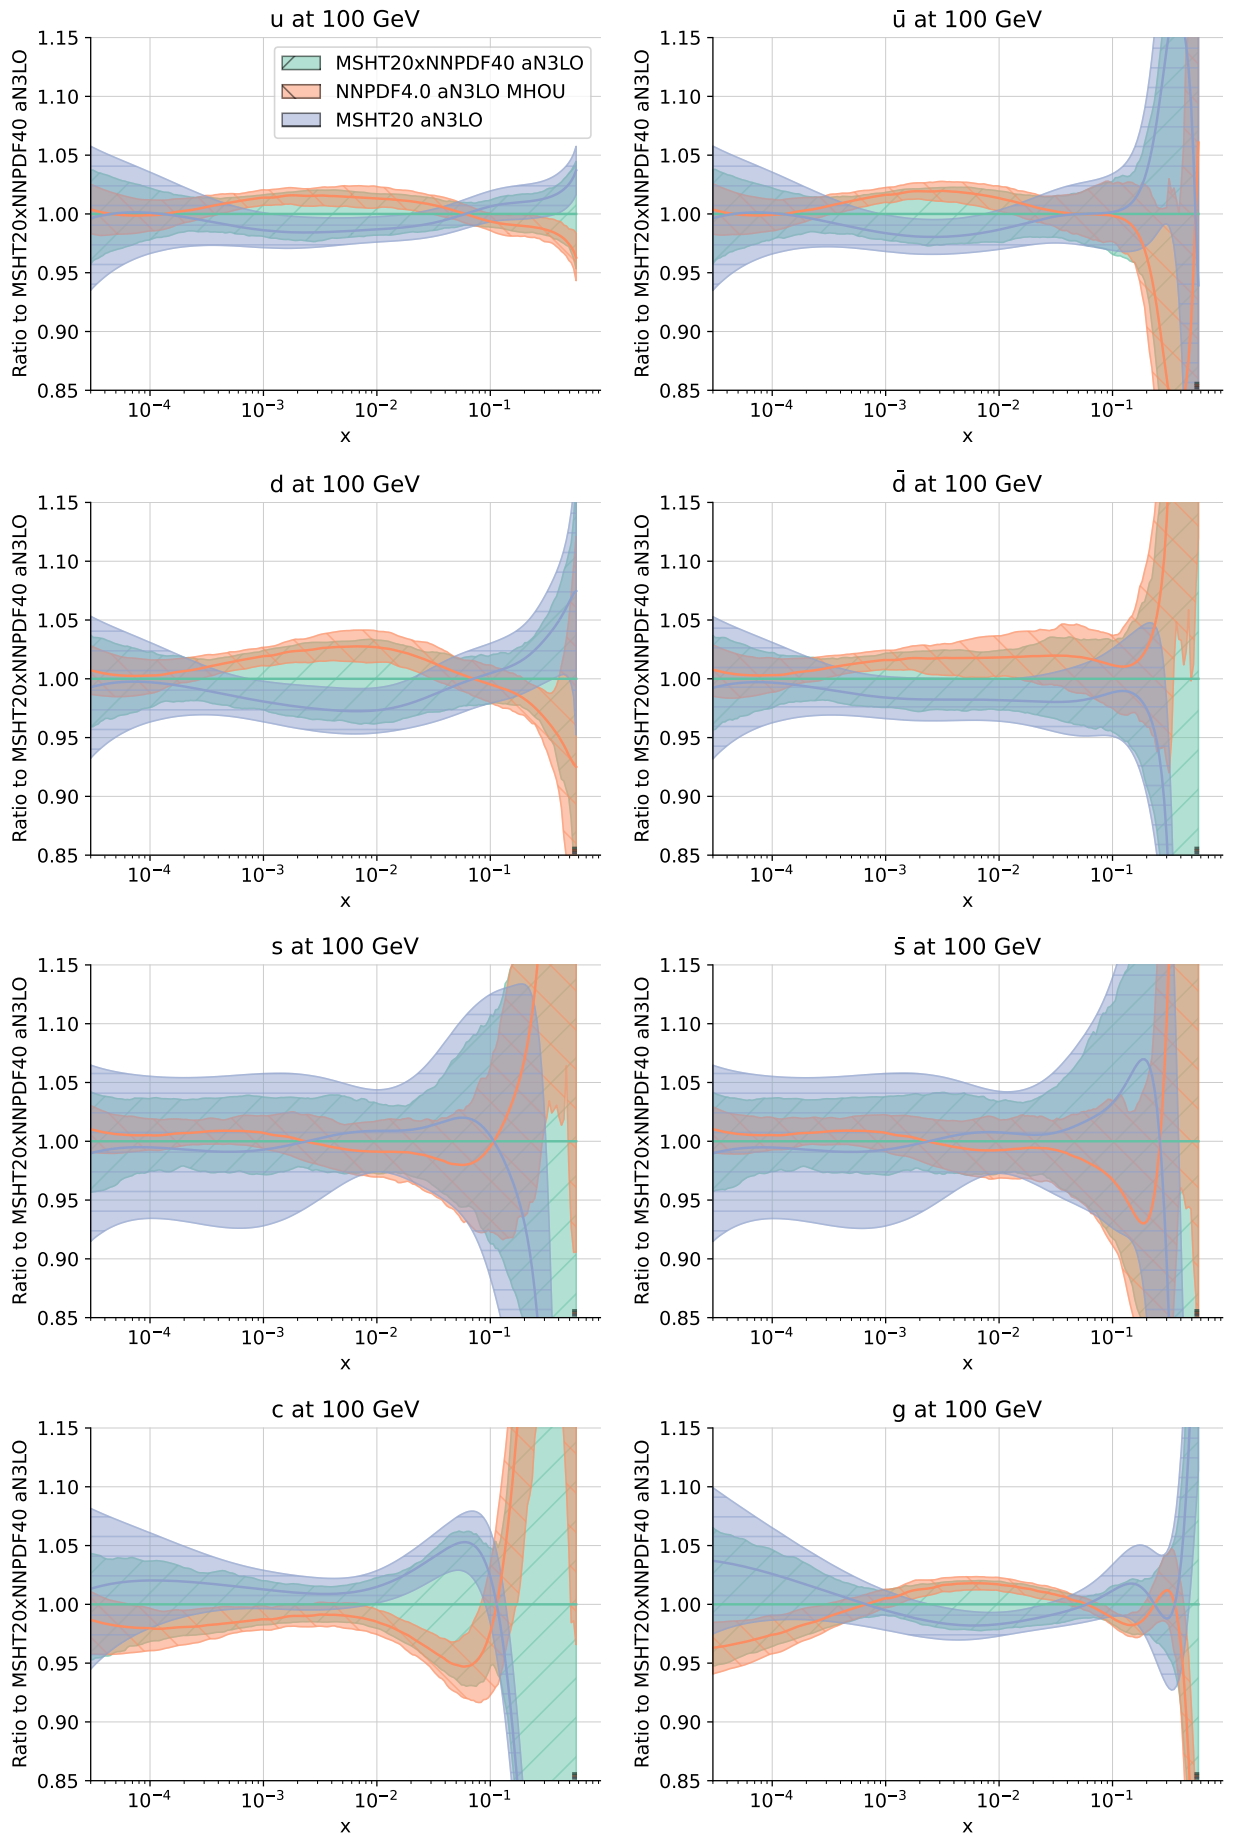 u at 100 GeV
Ratio to MSHT20xNNPDF40 aN3LO
1.15
1.10
1.05
1.00
0.95
0.90
0.85
MSHT20xNNPDF40 aN3LO
NNPDF4.0 aN3LO MHOU
MSHT20 aN3LO
10⁻⁴ 10⁻³ 10⁻² 10⁻¹
x
ū at 100 GeV
Ratio to MSHT20xNNPDF40 aN3LO
1.15
1.10
1.05
1.00
0.95
0.90
0.85
10⁻⁴ 10⁻³ 10⁻² 10⁻¹
x
d at 100 GeV
Ratio to MSHT20xNNPDF40 aN3LO
1.15
1.10
1.05
1.00
0.95
0.90
0.85
10⁻⁴ 10⁻³ 10⁻² 10⁻¹
x
d̄ at 100 GeV
Ratio to MSHT20xNNPDF40 aN3LO
1.15
1.10
1.05
1.00
0.95
0.90
0.85
10⁻⁴ 10⁻³ 10⁻² 10⁻¹
x
s at 100 GeV
Ratio to MSHT20xNNPDF40 aN3LO
1.15
1.10
1.05
1.00
0.95
0.90
0.85
10⁻⁴ 10⁻³ 10⁻² 10⁻¹
x
s̄ at 100 GeV
Ratio to MSHT20xNNPDF40 aN3LO
1.15
1.10
1.05
1.00
0.95
0.90
0.85
10⁻⁴ 10⁻³ 10⁻² 10⁻¹
x
c at 100 GeV
Ratio to MSHT20xNNPDF40 aN3LO
1.15
1.10
1.05
1.00
0.95
0.90
0.85
10⁻⁴ 10⁻³ 10⁻² 10⁻¹
x
g at 100 GeV
Ratio to MSHT20xNNPDF40 aN3LO
1.15
1.10
1.05
1.00
0.95
0.90
0.85
10⁻⁴ 10⁻³ 10⁻² 10⁻¹
x